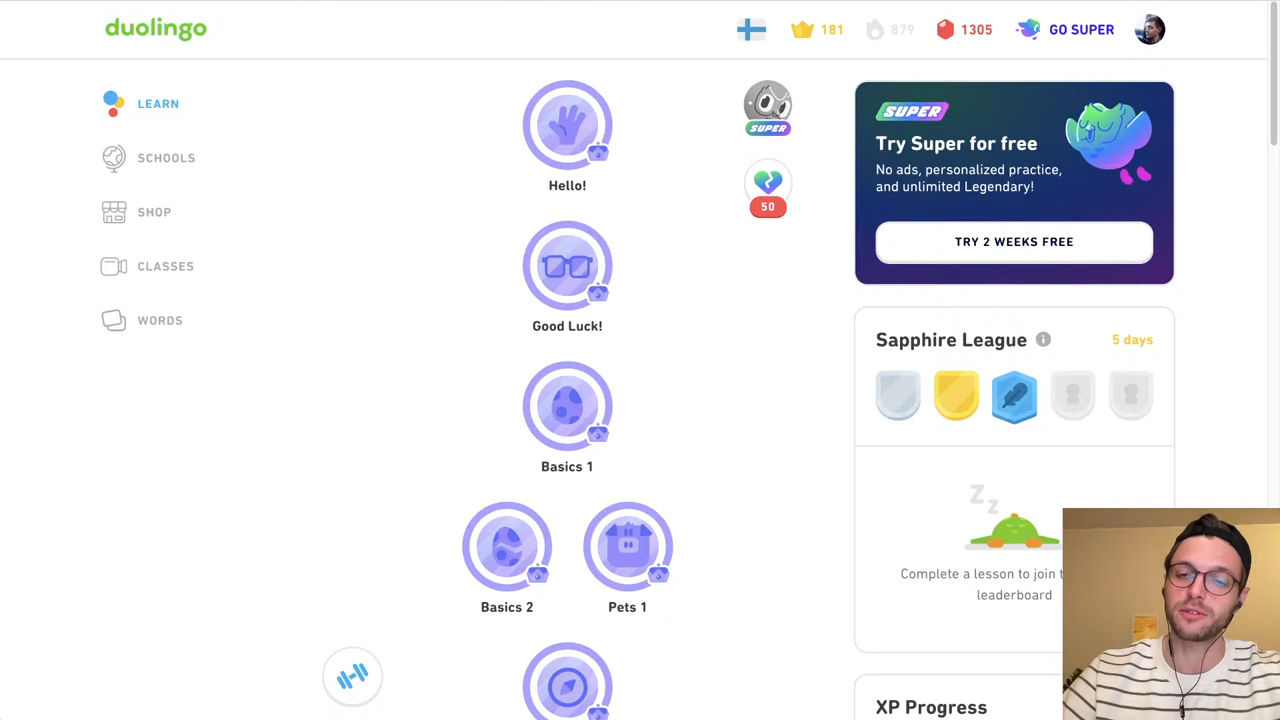 duolingo
181
879
1305
GO SUPER
LEARN
SCHOOLS
SHOP
CLASSES
WORDS
Hello!
Good Luck!
Basics 1
Basics 2
Pets 1
SUPER
50
SUPER
Try Super for free
No ads, personalized practice,
and unlimited Legendary!
TRY 2 WEEKS FREE
Sapphire League
5 days
Z
z
Complete a lesson to join t
leaderboard
XP Progress